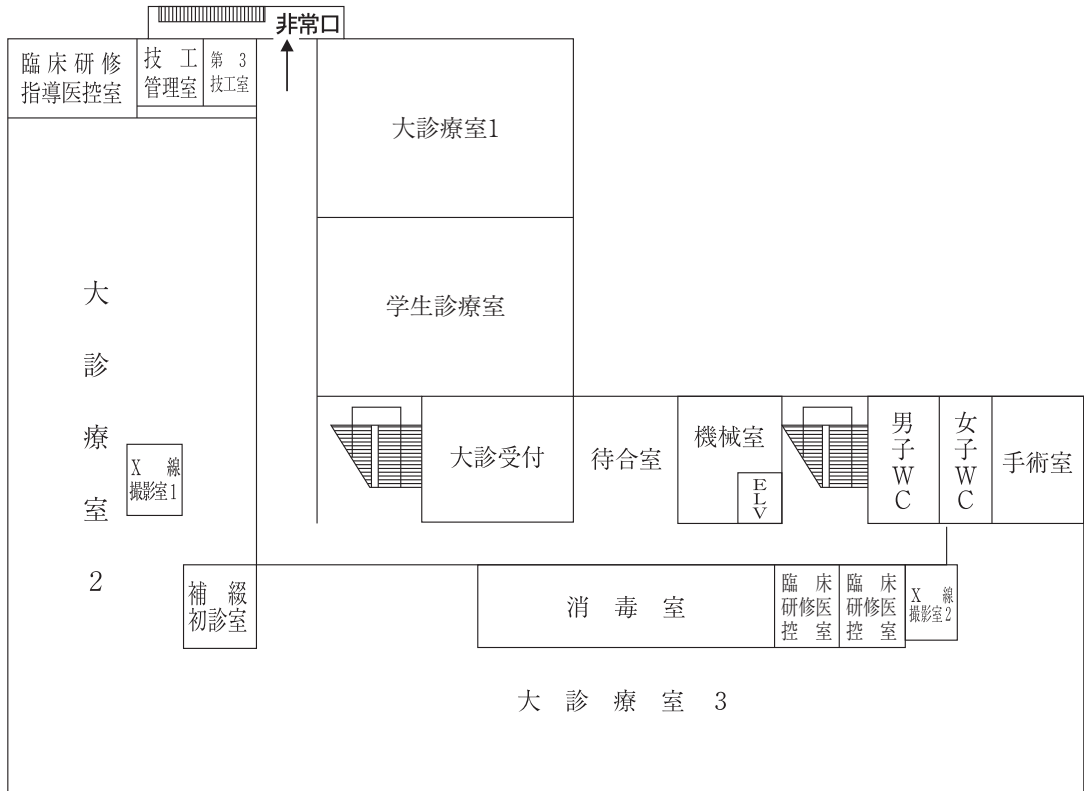 非常口
臨床研修
指導医控室
技工
管理室
第3
技工室
大診療室1
学生診療室
大診療室2
X線
撮影室1
大診受付
待合室
機械室
ELV
男子WC
女子WC
手術室
補綴
初診室
消毒室
臨床
研修医
控室
臨床
研修医
控室
X線
撮影室2
大診療室3